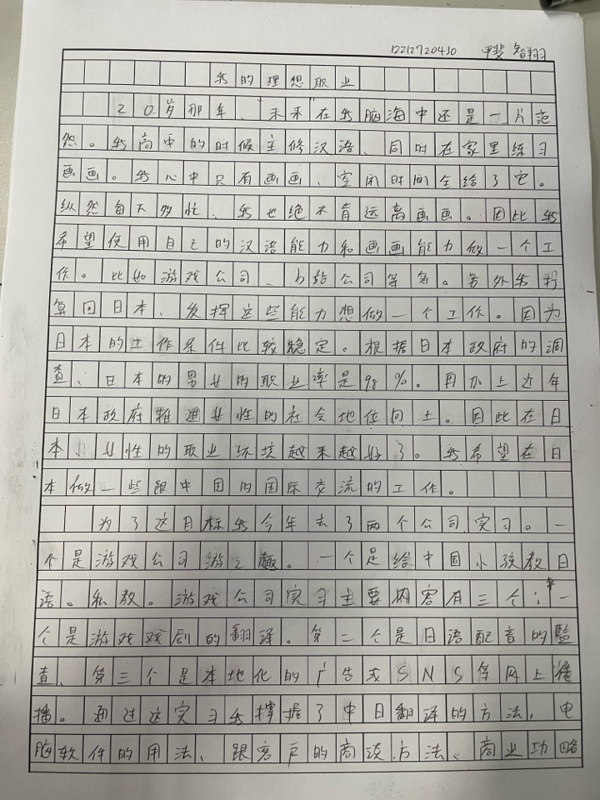 12212720430 甲斐 智翔
我的理想职业
20岁那年、"未来"在我脑海中还是一片茫
然。我高中的时候主修汉语、同时在家里练习
画画。我心中只有画画、空闲时间全给了它。
纵然每天多忙、我也绝不肯远离画画。因此我
希望使用自己的汉语能力和画画能力做一个工
作。比如游戏公司、公司等等。另外我打
算回日本、发挥这些能力想做一个工作。因为
日本的工作条件比较稳定。根据日本政府的调
查、日本的男女的职业率是98%。再加上近年
日本政府推进女性的社会地位向上。因此在日
本女性的职业环境越来越好了。我希望在日
本做一些跟中国的国际交流的工作。
为了这目标我今年去了两个公司实习。一
个是游戏公司游之趣。一个是给中国小孩教日
语。私教。游戏公司实习主要内容有三个：第一
个是游戏戏剧的翻译。第二个是日语配音的监
查、第三个是本地化的广告或SNS等网上传
播。通过这实习我掌握了中日翻译的方法、电
脑软件的用法、跟客户的商谈方法、商业功略